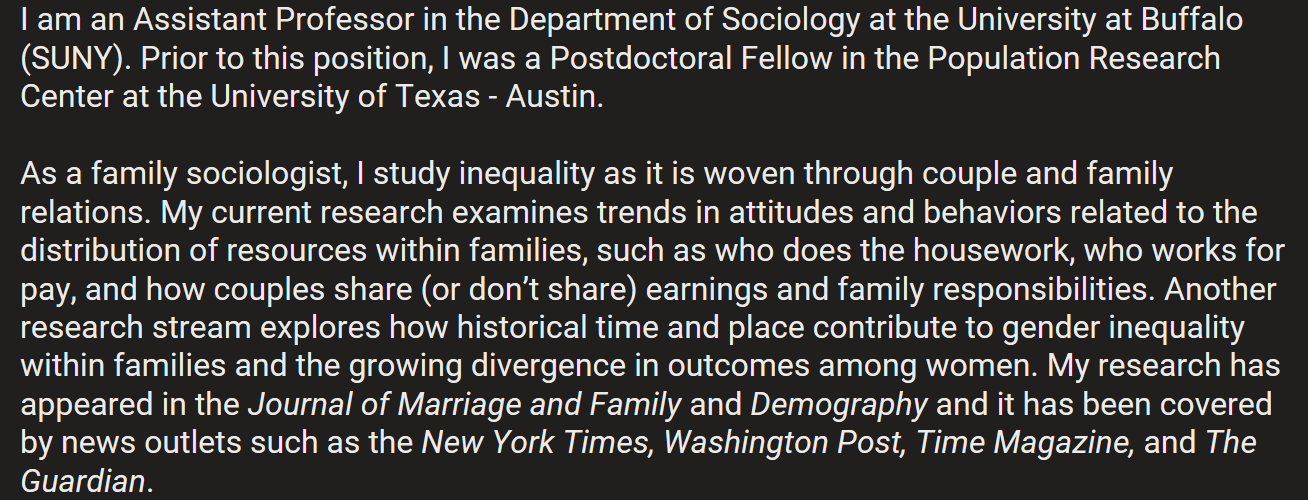 I am an Assistant Professor in the Department of Sociology at the University at Buffalo
(SUNY). Prior to this position, I was a Postdoctoral Fellow in the Population Research
Center at the University of Texas - Austin.
As a family sociologist, I study inequality as it is woven through couple and family
relations. My current research examines trends in attitudes and behaviors related to the
distribution of resources within families, such as who does the housework, who works for
pay, and how couples share (or don’t share) earnings and family responsibilities. Another
research stream explores how historical time and place contribute to gender inequality
within families and the growing divergence in outcomes among women. My research has
appeared in the Journal of Marriage and Family and Demography and it has been covered
by news outlets such as the New York Times, Washington Post, Time Magazine, and The
Guardian.